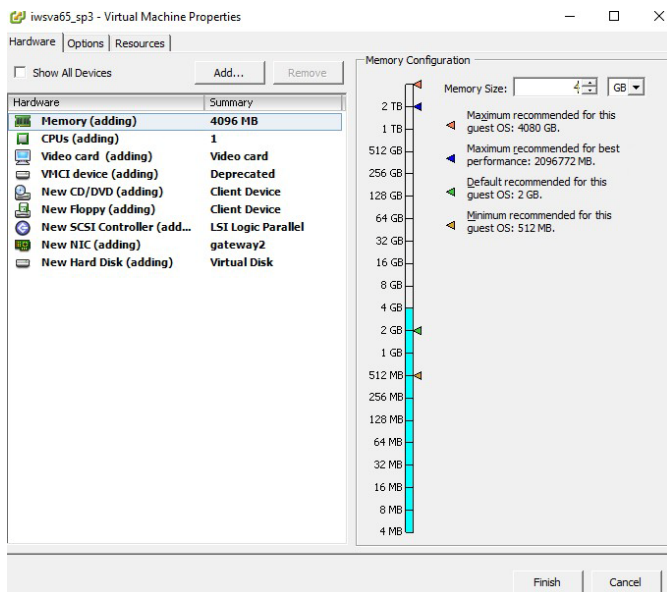 iwsva65_sp3 - Virtual Machine Properties
Hardware Options Resources
Show All Devices
Add...
Remove
Hardware Summary
Memory (adding) 4096 MB
CPUs (adding) 1
Video card (adding) Video card
VMCI device (adding) Deprecated
New CD/DVD (adding) Client Device
New Floppy (adding) Client Device
New SCSI Controller (add... LSI Logic Parallel
New NIC (adding) gateway2
New Hard Disk (adding) Virtual Disk
Memory Configuration
Memory Size: 4 GB
2 TB
1 TB
512 GB
256 GB
128 GB
64 GB
32 GB
16 GB
8 GB
4 GB
2 GB
1 GB
512 MB
256 MB
128 MB
64 MB
32 MB
16 MB
8 MB
4 MB
Maximum recommended for this
guest OS: 4080 GB.
Maximum recommended for best
performance: 2096772 MB.
Default recommended for this
guest OS: 2 GB.
Minimum recommended for this
guest OS: 512 MB.
Finish
Cancel